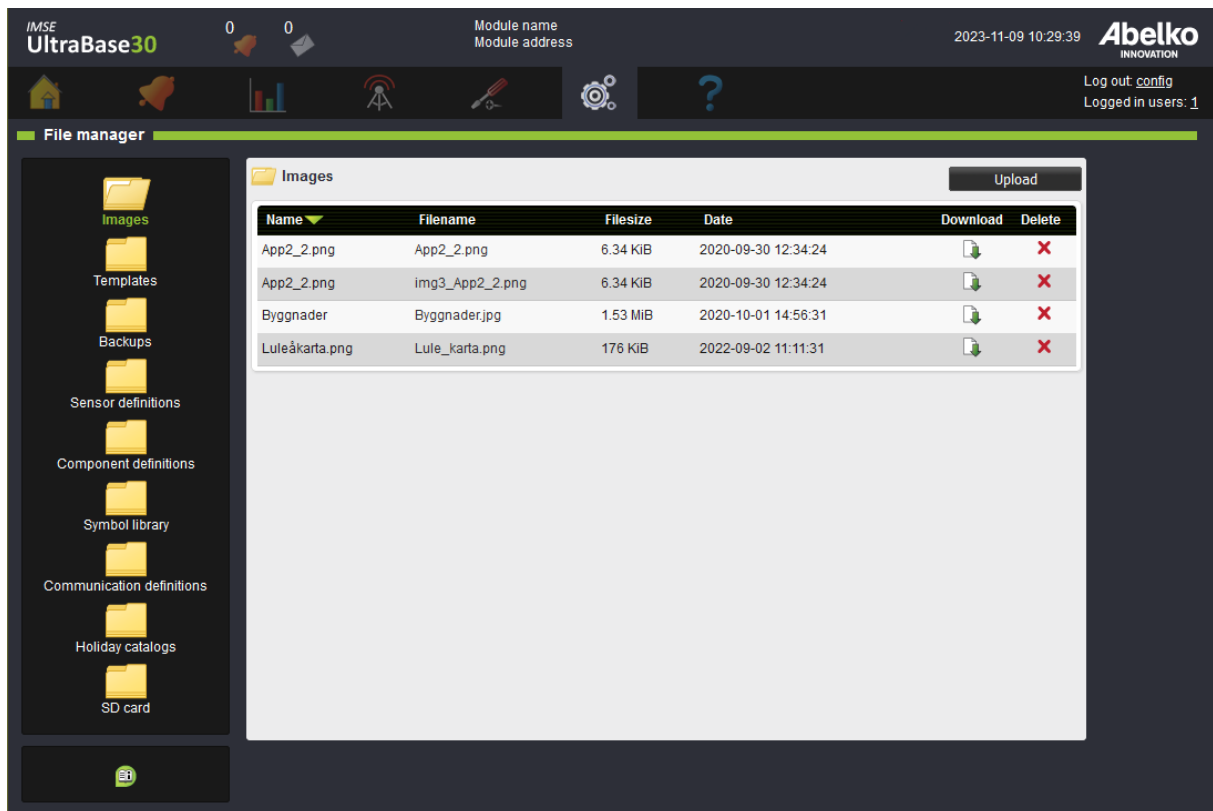 IMSE
UltraBase30
0
0
Module name
Module address
2023-11-09 10:29:39
Abelko
INNOVATION
?
Log out: config
Logged in users: 1
File manager
Images
Templates
Backups
Sensor definitions
Component definitions
Symbol library
Communication definitions
Holiday catalogs
SD card
Images
Upload
Name Filename Filesize Date Download Delete
App2_2.png App2_2.png 6.34 KiB 2020-09-30 12:34:24
App2_2.png img3_App2_2.png 6.34 KiB 2020-09-30 12:34:24
Byggnader Byggnader.jpg 1.53 MiB 2020-10-01 14:56:31
Luleåkarta.png Lule_karta.png 176 KiB 2022-09-02 11:11:31